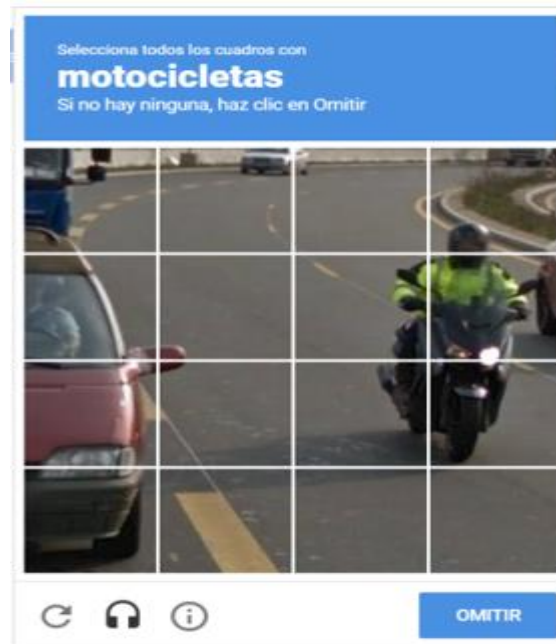 Selecciona todos los cuadros con
motocicletas
Si no hay ninguna, haz clic en Omitir
OMITIR